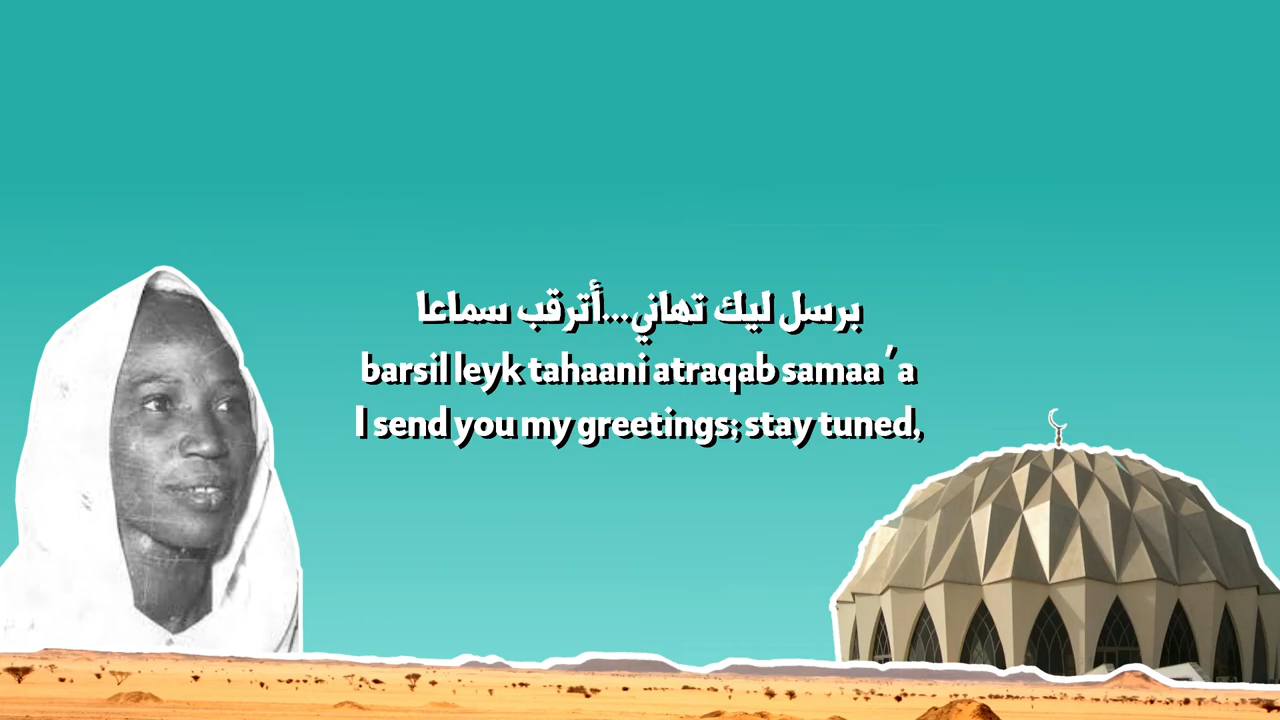 برسل ليك تهاني...أترقب سماعا
barsil leyk tahaani atraqab samaa'a
I send you my greetings; stay tuned,